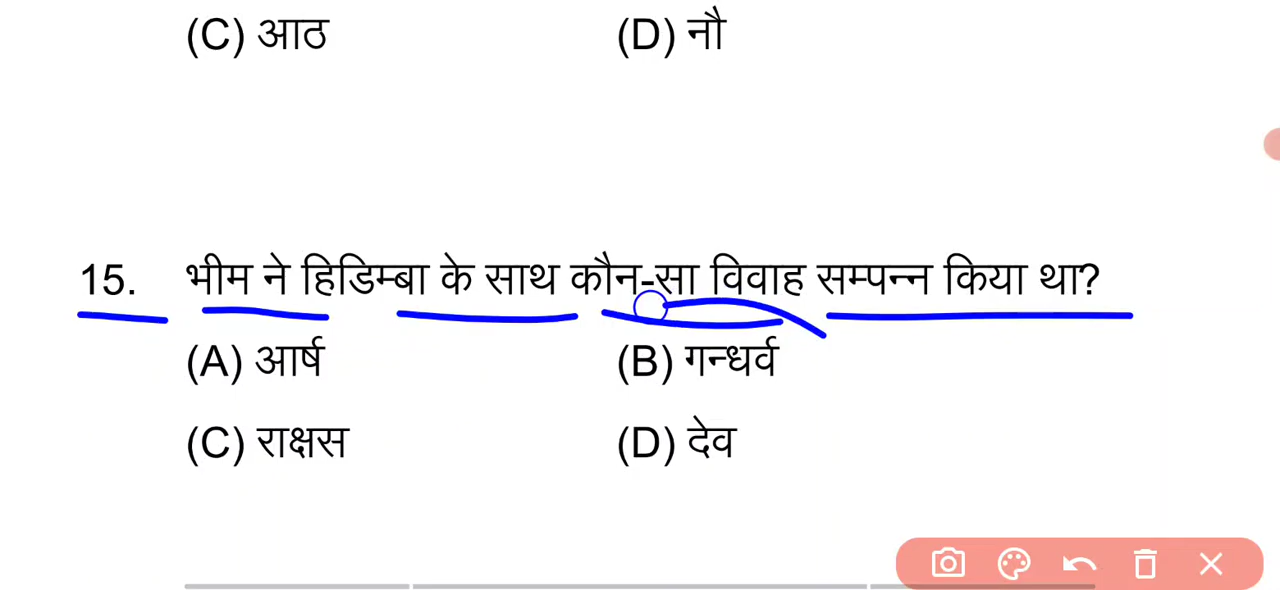 (C) आठ (D) नौ
15. भीम ने हिडिम्बा के साथ कौन-सा विवाह सम्पन्न किया था?
(A) आर्ष (B) गन्धर्व
(C) राक्षस (D) देव